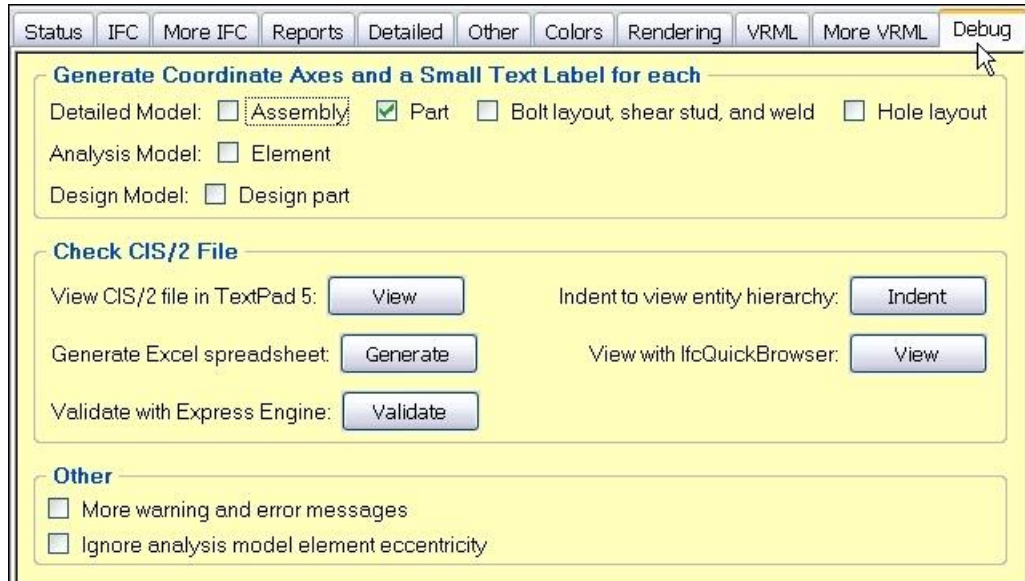 Status IFC More IFC Reports Detailed Other Colors Rendering VRML More VRML Debug
Generate Coordinate Axes and a Small Text Label for each
Detailed Model: Assembly Part Bolt layout, shear stud, and weld Hole layout
Analysis Model: Element
Design Model: Design part
Check CIS/2 File
View CIS/2 file in TextPad 5: View Indent to view entity hierarchy: Indent
Generate Excel spreadsheet: Generate View with IfcQuickBrowser: View
Validate with Express Engine: Validate
Other
More warning and error messages
Ignore analysis model element eccentricity